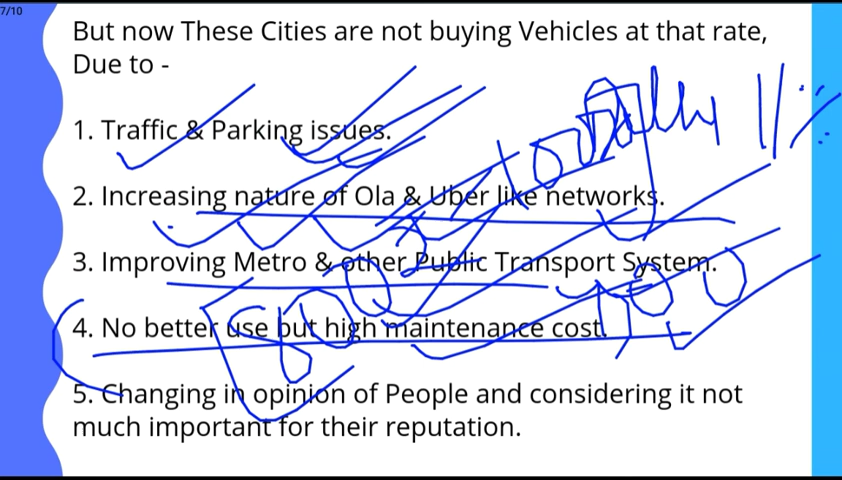 7/10
But now These Cities are not buying Vehicles at that rate,
Due to -
1. Traffic & Parking issues.
2. Increasing nature of Ola & Uber like networks.
3. Improving Metro & other Public Transport System.
4. No better use but high maintenance cost.
5. Changing in opinion of People and considering it not
much important for their reputation.